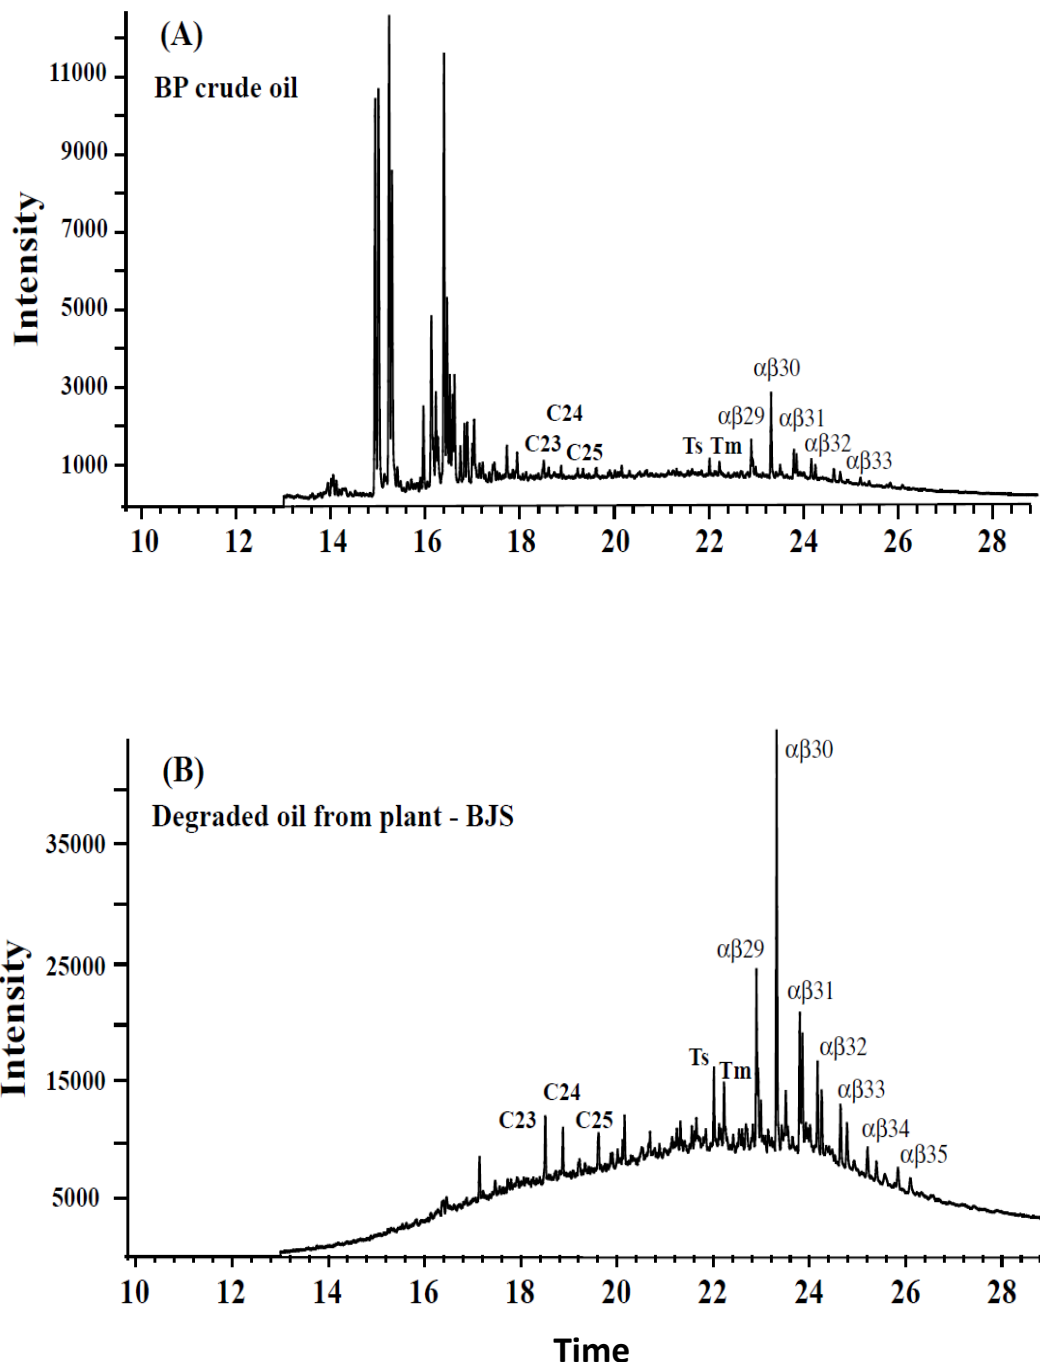 (A)
BP crude oil
Intensity
11000
9000
7000
5000
3000
1000
C23
C24
C25
Ts Tm
αβ29
αβ30
αβ31
αβ32
αβ33
10 12 14 16 18 20 22 24 26 28
(B)
Degraded oil from plant - BJS
Intensity
35000
25000
15000
5000
C23
C24
C25
Ts
Tm
αβ29
αβ30
αβ31
αβ32
αβ33
αβ34
αβ35
10 12 14 16 18 20 22 24 26 28
Time